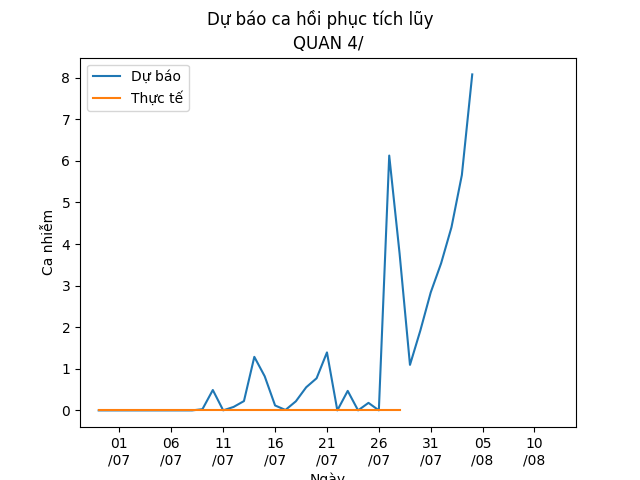 Dự báo ca hồi phục tích lũy
QUAN 4/
Dự báo
Thực tế
Ca nhiễm
8
7
6
5
4
3
2
1
0
01 06 11 16 21 26 31 05 10
/07 /07 /07 /07 /07 /07 /07 /08 /08
Ngày